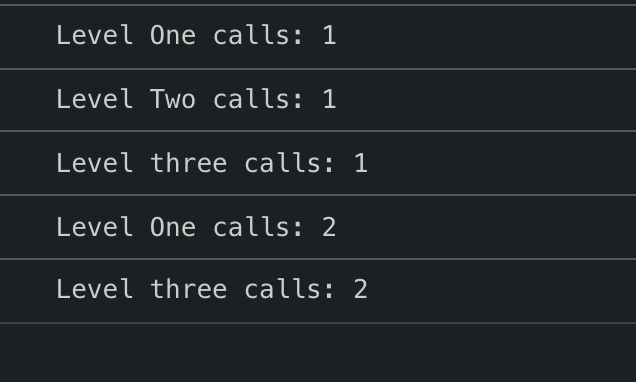 Level One calls: 1
Level Two calls: 1
Level three calls: 1
Level One calls: 2
Level three calls: 2